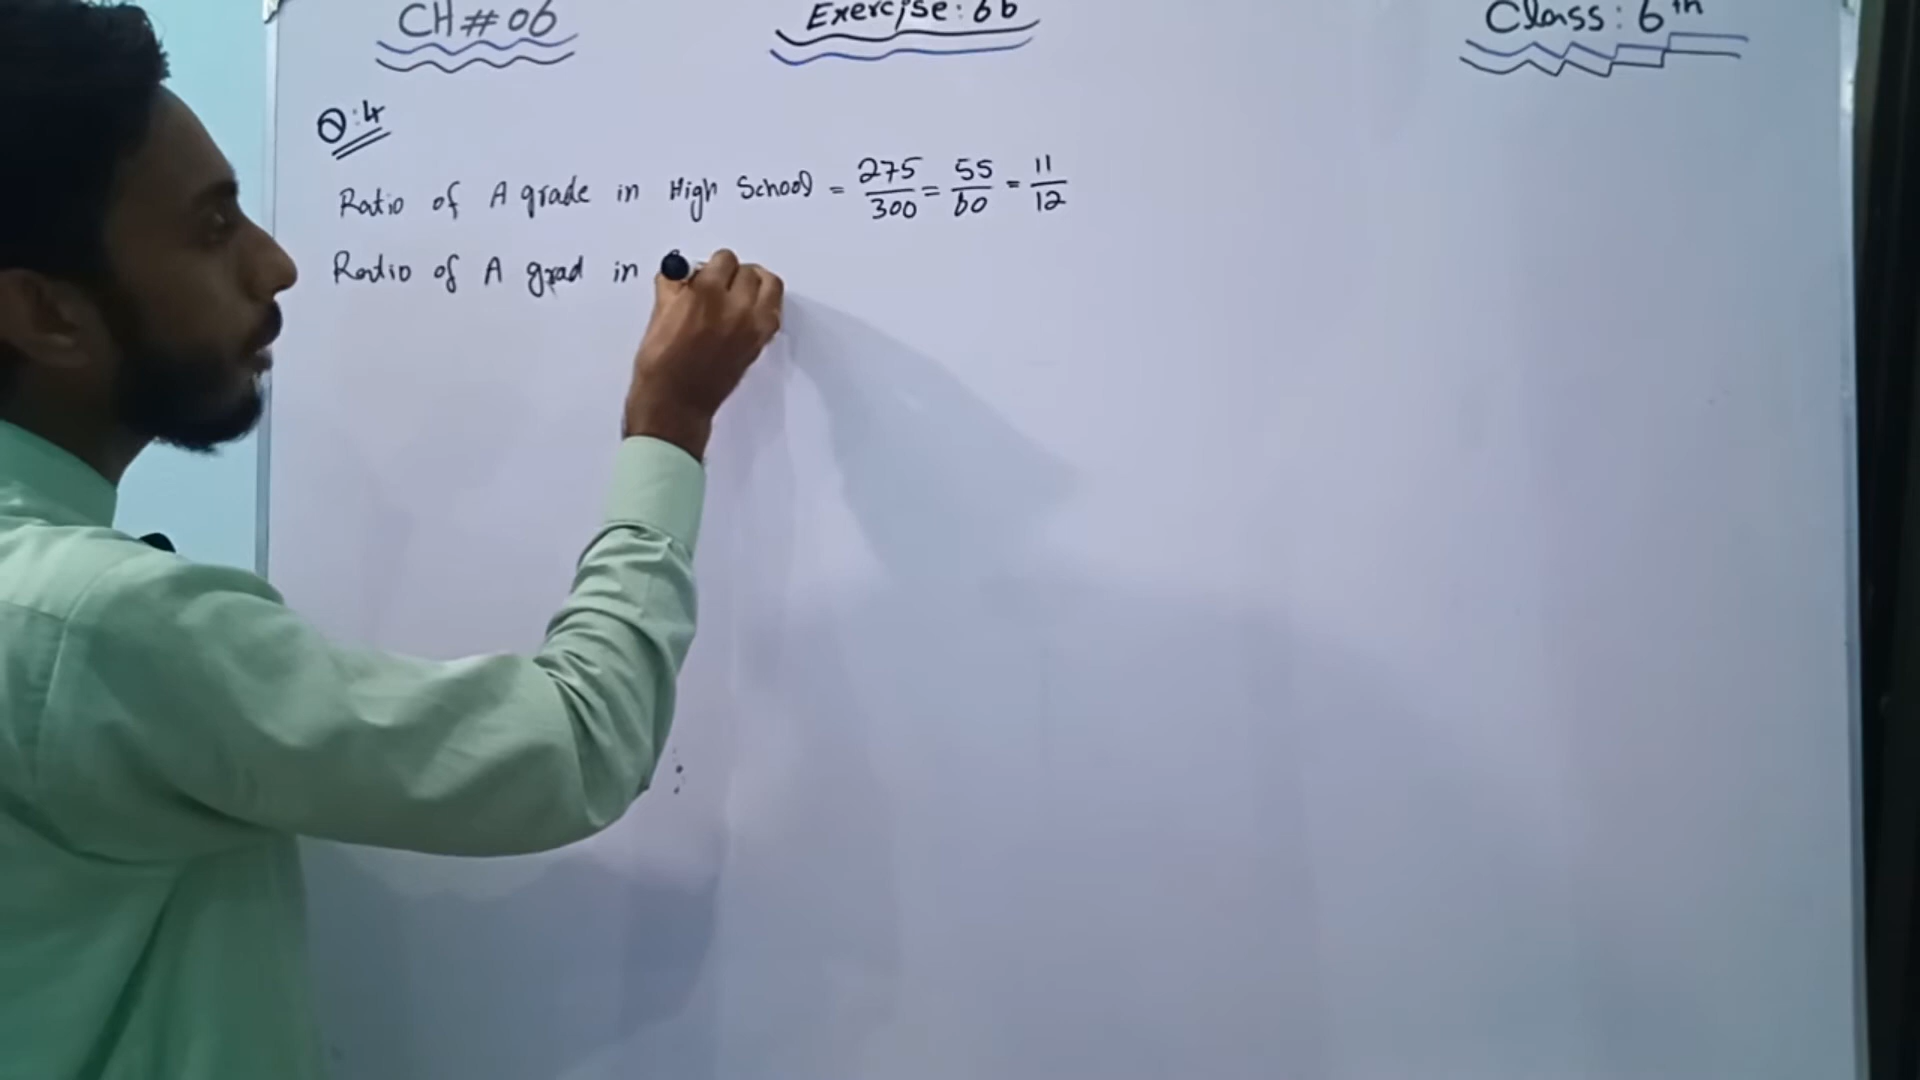 CH # 06
Exercise: 6b
Class: 6th
Q:4
Ratio of A grade in High School = 275/300 = 55/60 = 11/12
Ratio of A grad in